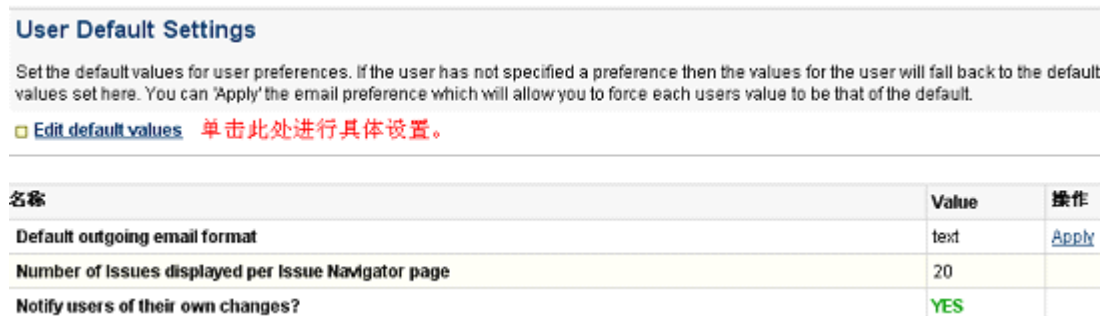 User Default Settings
Set the default values for user preferences. If the user has not specified a preference then the values for the user will fall back to the default
values set here. You can 'Apply' the email preference which will allow you to force each users value to be that of the default.
Edit default values 单击此处进行具体设置。
名称 Value 操作
Default outgoing email format text Apply
Number of Issues displayed per Issue Navigator page 20
Notify users of their own changes? YES